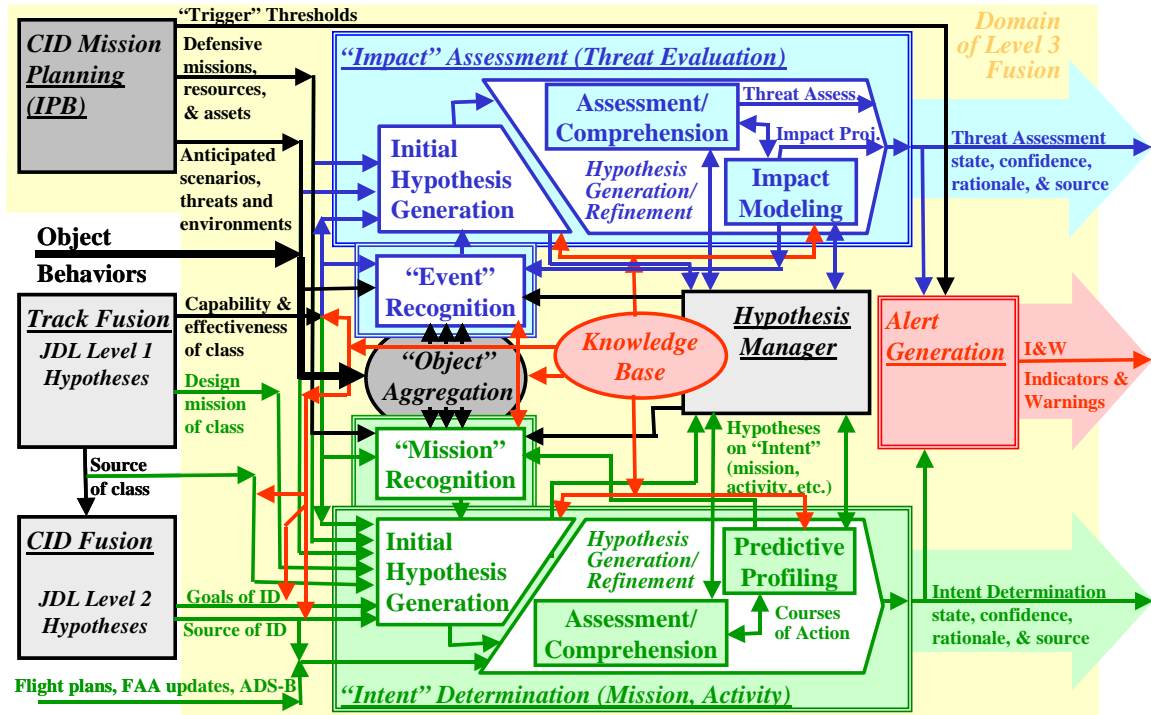 “Trigger” Thresholds
CID Mission
Planning
(IPB)
Defensive
missions,
resources,
& assets
Anticipated
scenarios,
threats and
environments
Domain
of Level 3
Fusion
“Impact” Assessment (Threat Evaluation)
Initial
Hypothesis
Generation
Assessment/
Comprehension
Threat Assess.
Impact Proj.
Hypothesis
Generation/
Refinement
Impact
Modeling
Threat Assessment
state, confidence,
rationale, & source
Object
Behaviors
“Event”
Recognition
Track Fusion
JDL Level 1
Hypotheses
Capability &
effectiveness
of class
Design
mission
of class
“Object”
Aggregation
Knowledge
Base
Hypothesis
Manager
Alert
Generation
I&W
Indicators &
Warnings
Source
of class
“Mission”
Recognition
Hypotheses
on “Intent”
(mission,
activity, etc.)
CID Fusion
JDL Level 2
Hypotheses
Goals of ID
Source of ID
Initial
Hypothesis
Generation
Hypothesis
Generation/
Refinement
Predictive
Profiling
Assessment/
Comprehension
Courses
of Action
Intent Determination
state, confidence,
rationale, & source
Flight plans, FAA updates, ADS-B
“Intent” Determination (Mission, Activity)